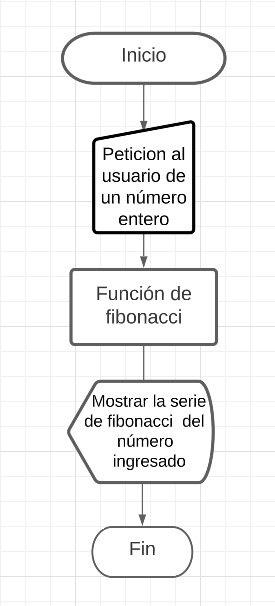 Inicio
Peticion al
usuario de
un número
entero
Función de
fibonacci
Mostrar la serie
de fibonacci del
número
ingresado
Fin